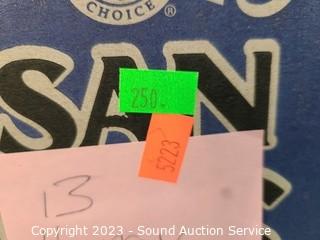 CHOICE®
SAN
250.
5223
13
Copyright 2023 - Sound Auction Service